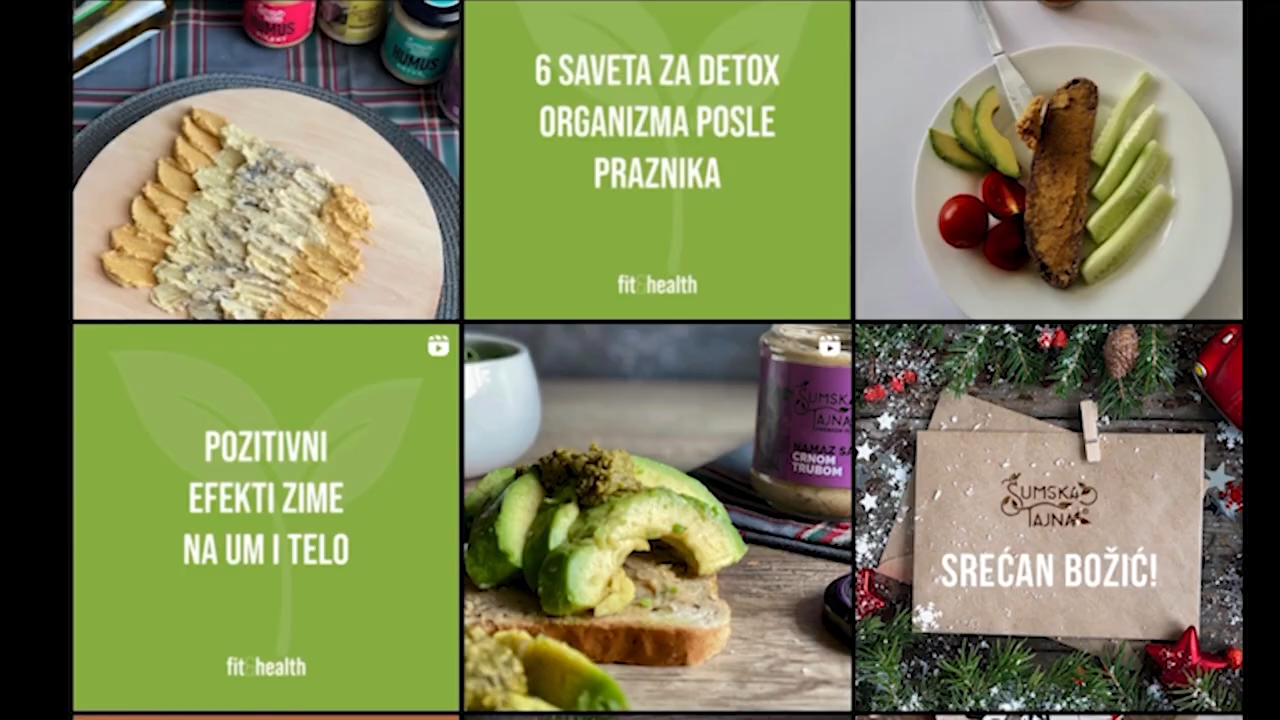 HUMUS
HUMUS
6 SAVETA ZA DETOX
ORGANIZMA POSLE
PRAZNIKA
fit&health
POZITIVNI
EFEKTI ZIME
NA UM I TELO
fit&health
ŠUMSKA
TAJNA
NAMAZ SA
CRNOM
TRUBOM
ŠUMSKA
TAJNA
SREĆAN BOŽIĆ!